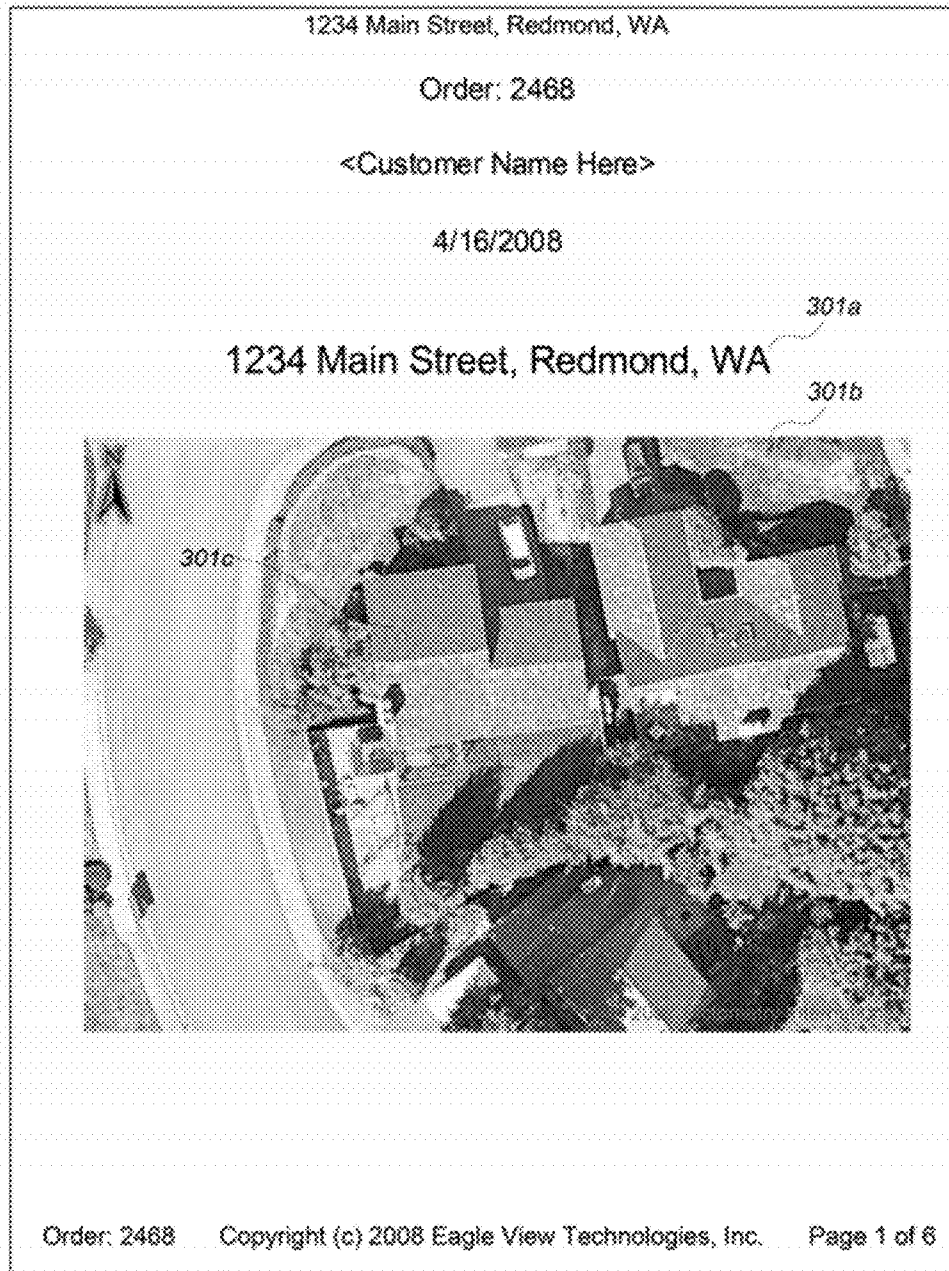 1234 Main Street, Redmond, WA
Order: 2468
<Customer Name Here>
4/16/2008
301a
1234 Main Street, Redmond, WA
301b
N
301c
Order: 2468 Copyright (c) 2008 Eagle View Technologies, Inc. Page 1 of 6